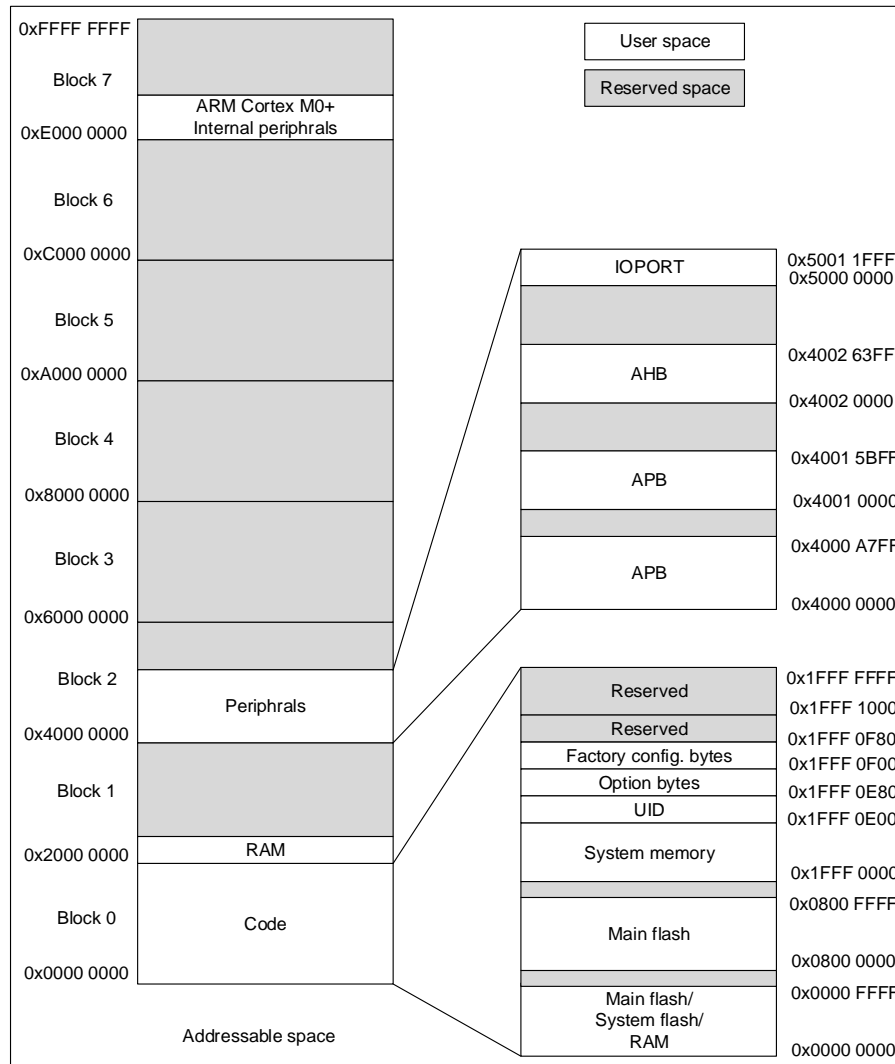 0xFFFF FFFF
Block 7
ARM Cortex M0+
Internal periphrals
0xE000 0000
Block 6
0xC000 0000
Block 5
0xA000 0000
Block 4
0x8000 0000
Block 3
0x6000 0000
Block 2
Periphrals
0x4000 0000
Block 1
0x2000 0000
RAM
Block 0
Code
0x0000 0000
Addressable space
User space
Reserved space
IOPORT
0x5001 1FFF
0x5000 0000
0x4002 63FF
AHB
0x4002 0000
0x4001 5BFF
APB
0x4001 0000
0x4000 A7FF
APB
0x4000 0000
0x1FFF FFFF
Reserved
0x1FFF 1000
Reserved
0x1FFF 0F80
Factory config. bytes
0x1FFF 0F00
Option bytes
0x1FFF 0E80
UID
0x1FFF 0E00
System memory
0x1FFF 0000
0x0800 FFFF
Main flash
0x0800 0000
0x0000 FFFF
Main flash/
System flash/
RAM
0x0000 0000